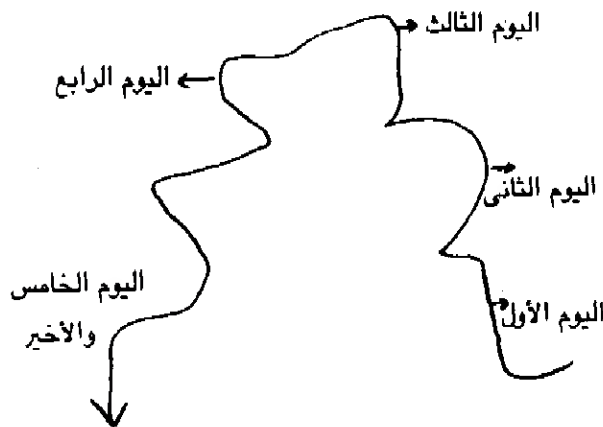 اليوم الثالث
اليوم الرابع
اليوم الثانى
اليوم الخامس
والأخير
اليوم الأول